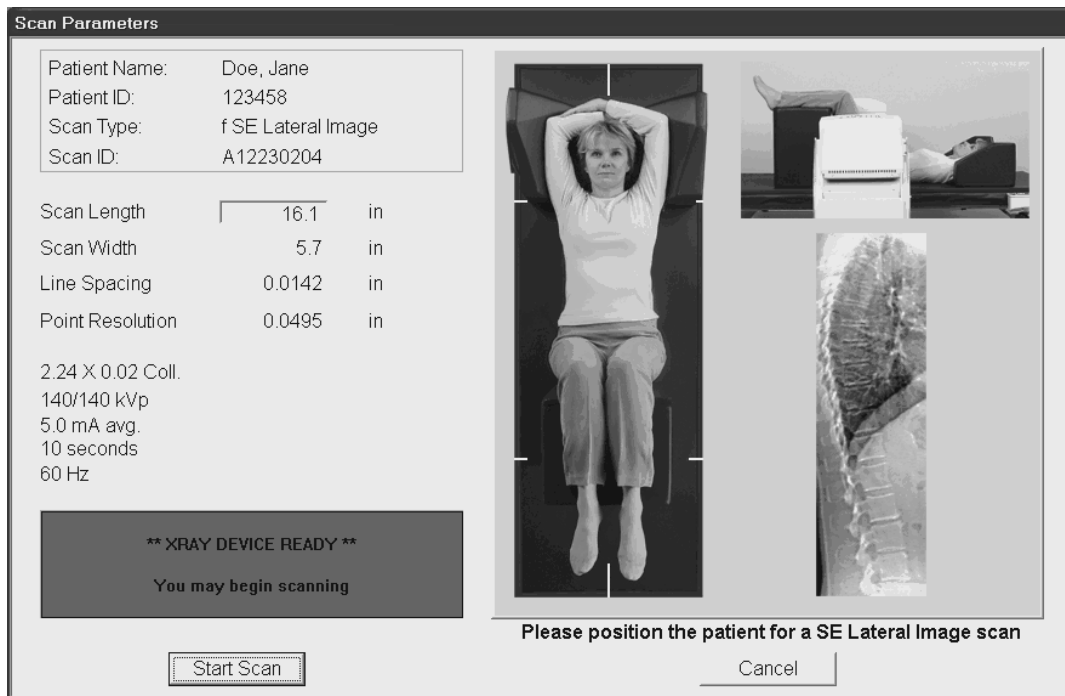 Scan Parameters
Patient Name: Doe, Jane
Patient ID: 123458
Scan Type: f SE Lateral Image
Scan ID: A12230204
Scan Length 16.1 in
Scan Width 5.7 in
Line Spacing 0.0142 in
Point Resolution 0.0495 in
2.24 X 0.02 Coll.
140/140 kVp
5.0 mA avg.
10 seconds
60 Hz
** XRAY DEVICE READY **
You may begin scanning
Please position the patient for a SE Lateral Image scan
Start Scan Cancel